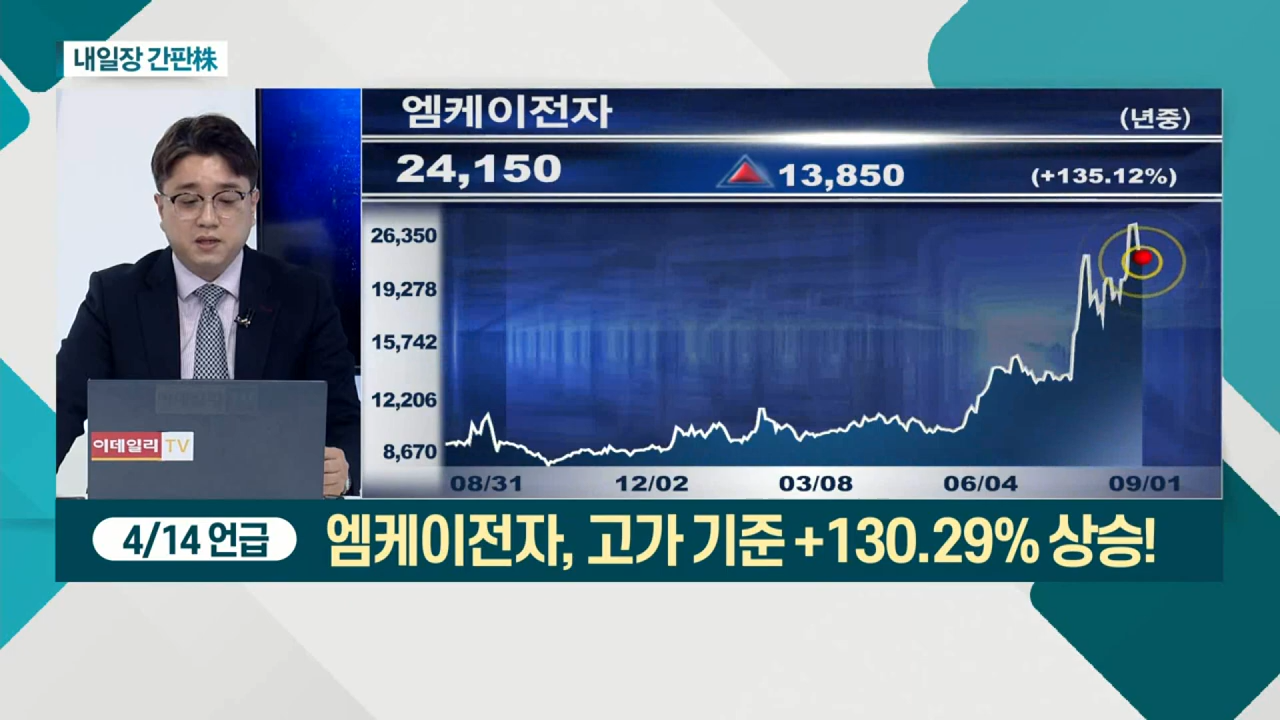 내일장 간판株
엠케이전자
(년중)
24,150
13,850
(+135.12%)
26,350
19,278
15,742
12,206
8,670
08/31
12/02
03/08
06/04
09/01
이데일리 TV
4/14 언급
엠케이전자, 고가 기준 +130.29% 상승!